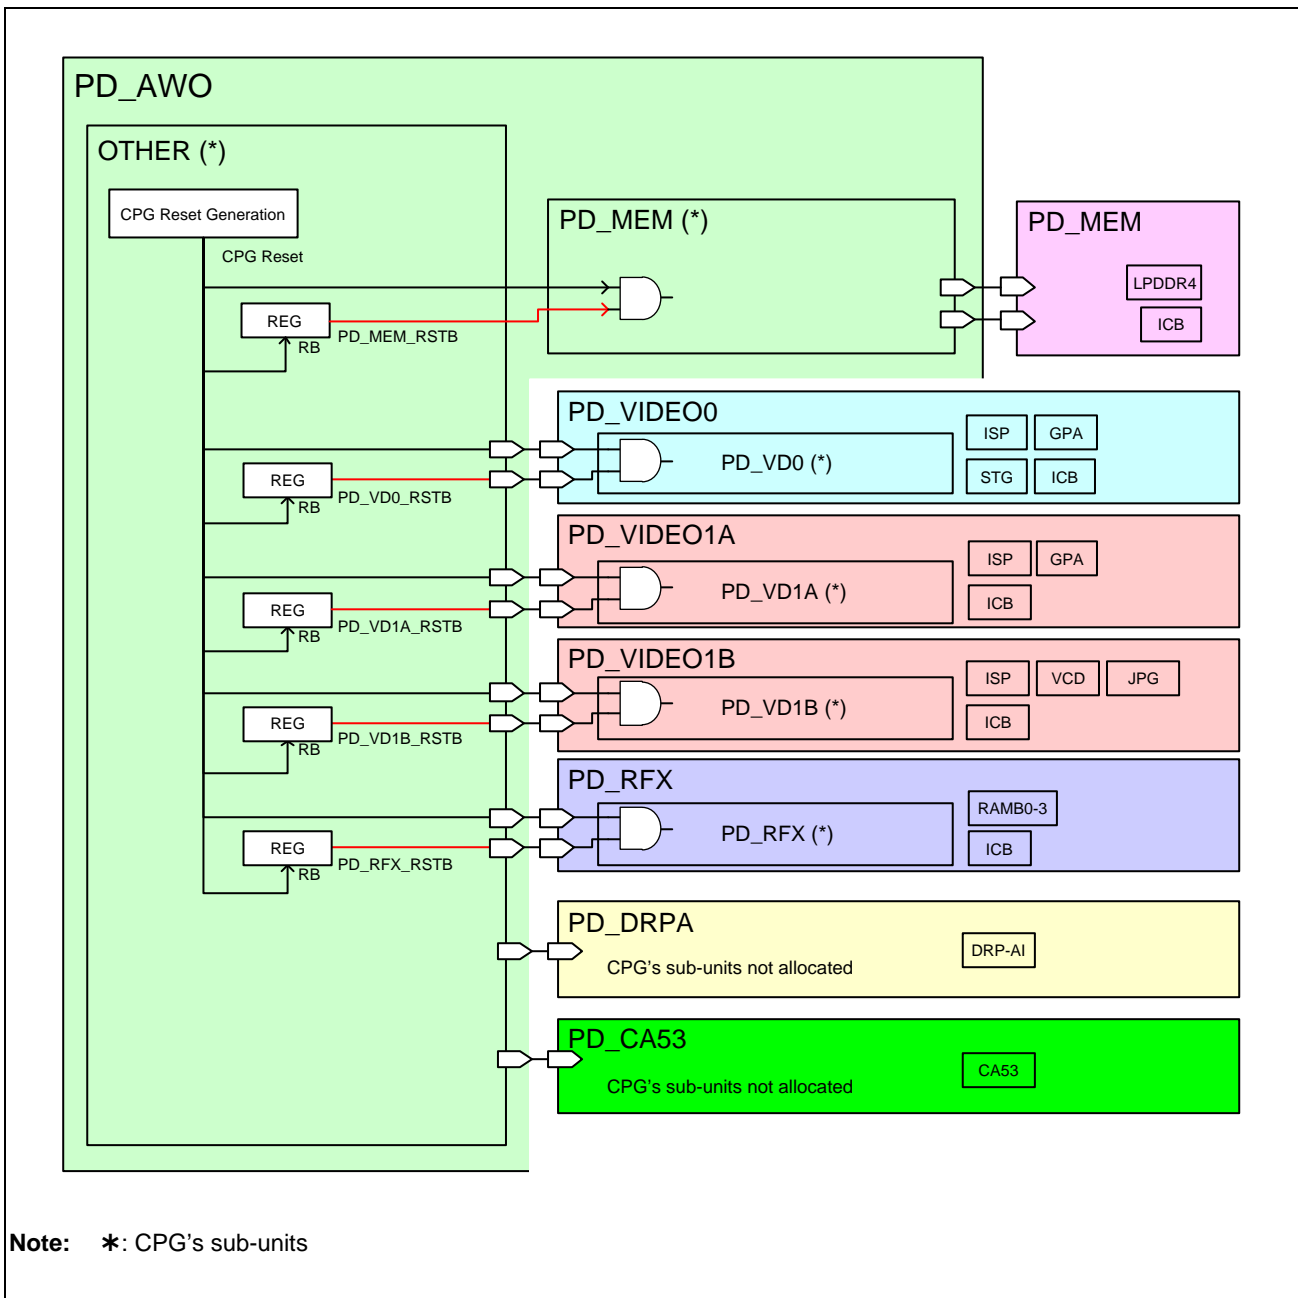 PD_AWO
OTHER (*)
CPG Reset Generation
CPG Reset
REG
RB
PD_MEM_RSTB
PD_MEM (*)
PD_MEM
LPDDR4
ICB
REG
RB
PD_VD0_RSTB
PD_VIDEO0
PD_VD0 (*)
ISP
GPA
STG
ICB
REG
RB
PD_VD1A_RSTB
PD_VIDEO1A
PD_VD1A (*)
ISP
GPA
ICB
REG
RB
PD_VD1B_RSTB
PD_VIDEO1B
PD_VD1B (*)
ISP
VCD
JPG
ICB
REG
RB
PD_RFX_RSTB
PD_RFX
PD_RFX (*)
RAMB0-3
ICB
PD_DRPA
CPG's sub-units not allocated
DRP-AI
PD_CA53
CPG's sub-units not allocated
CA53
Note: ∗: CPG's sub-units